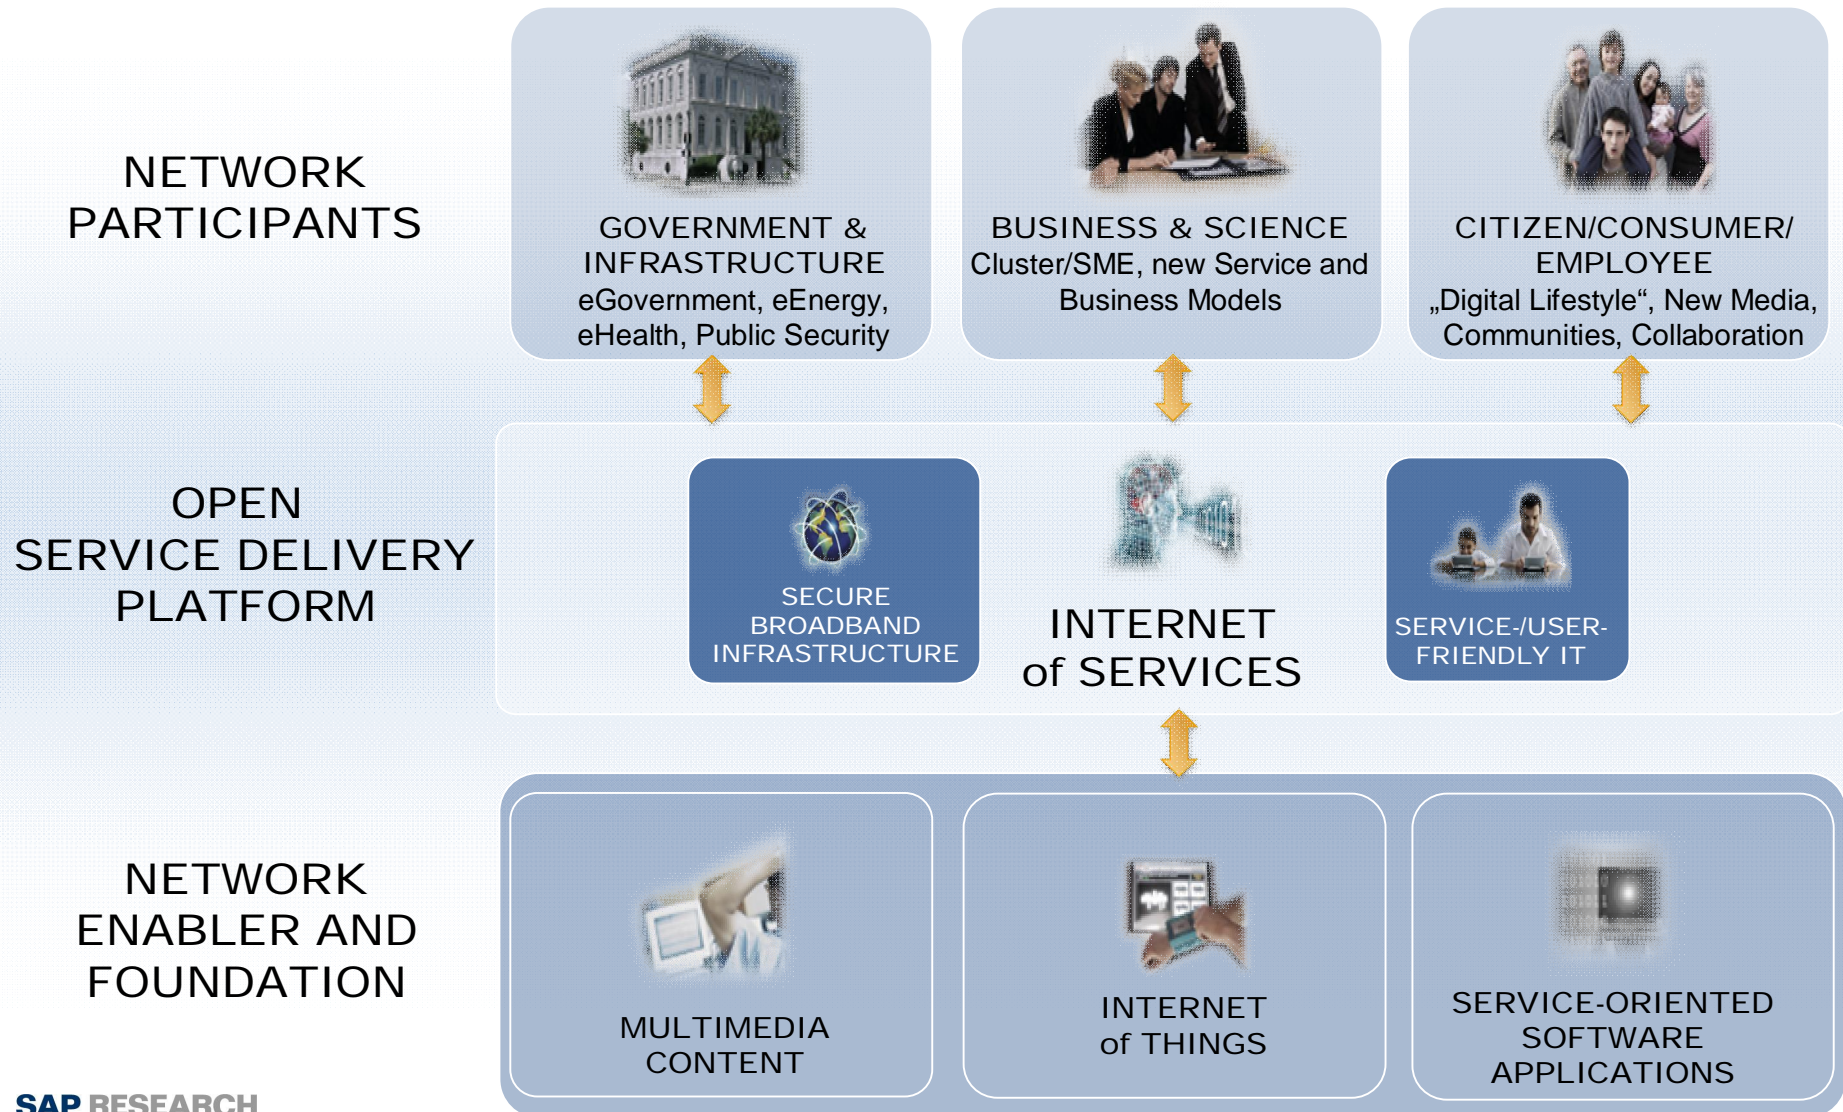 NETWORK
PARTICIPANTS
GOVERNMENT &
INFRASTRUCTURE
eGovernment, eEnergy,
eHealth, Public Security
BUSINESS & SCIENCE
Cluster/SME, new Service and
Business Models
CITIZEN/CONSUMER/
EMPLOYEE
„Digital Lifestyle“, New Media,
Communities, Collaboration
OPEN
SERVICE DELIVERY
PLATFORM
SECURE
BROADBAND
INFRASTRUCTURE
INTERNET
of SERVICES
SERVICE-/USER-
FRIENDLY IT
NETWORK
ENABLER AND
FOUNDATION
MULTIMEDIA
CONTENT
INTERNET
of THINGS
SERVICE-ORIENTED
SOFTWARE
APPLICATIONS
SAP RESEARCH